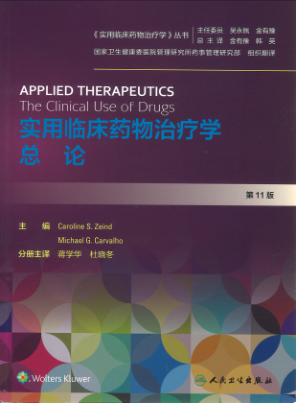 《实用临床药物治疗学》丛书
主任委员 吴永佩 金有豫
总主译 金有豫 韩英
国家卫生健康委医院管理研究所药事管理研究部 组织翻译
APPLIED THERAPEUTICS
The Clinical Use of Drugs
实用临床药物治疗学
总 论
第11版
主 编 Caroline S. Zeind
Michael G. Carvalho
分册主译 蒋学华 杜晓冬
Wolters Kluwer
人民卫生出版社